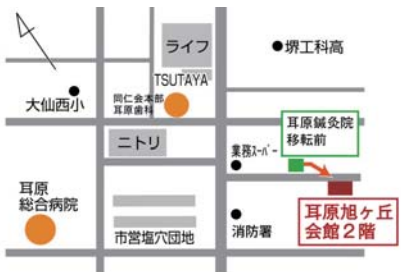 ライフ
堺工科高
TSUTAYA
大仙西小
同仁会本部
耳原歯科
耳原鍼灸院
移転前
ニトリ
業務スーパー
耳原
総合病院
耳原旭ヶ丘
会館2階
消防署
市営塩穴団地